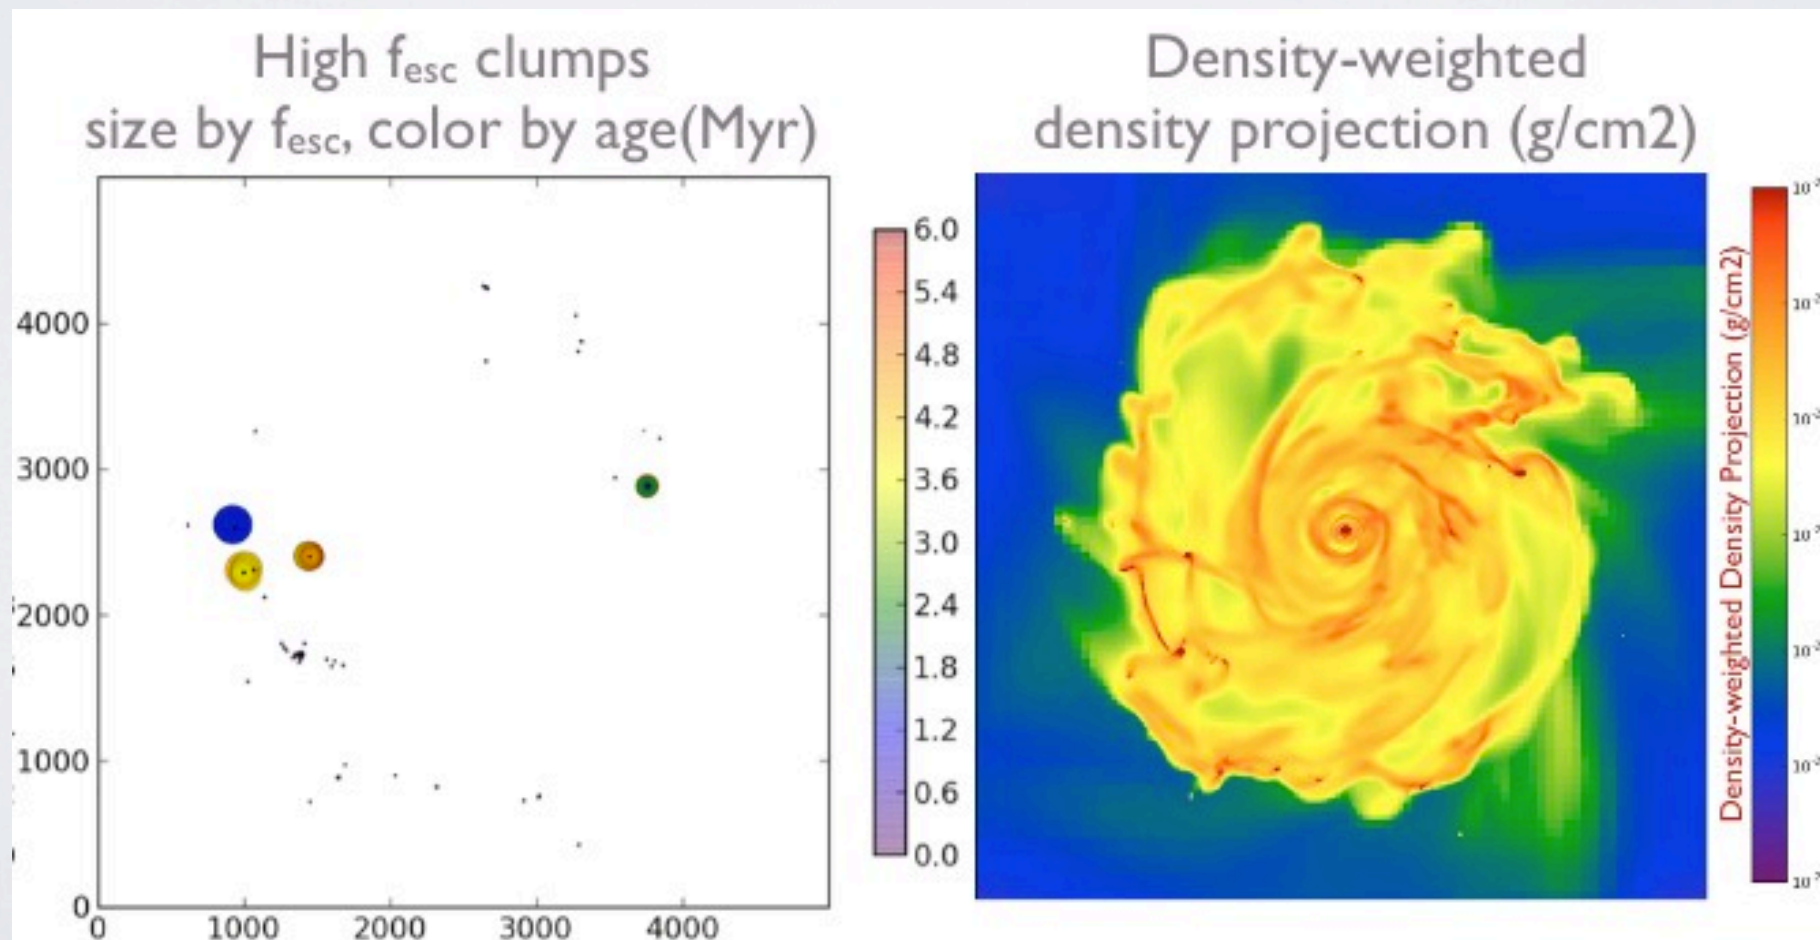 High fesc clumps
size by fesc, color by age(Myr)
Density-weighted
density projection (g/cm2)
4000
3000
2000
1000
0
0 1000 2000 3000 4000
6.0
5.4
4.8
4.2
3.6
3.0
2.4
1.8
1.2
0.6
0.0
Density-weighted Density Projection (g/cm2)